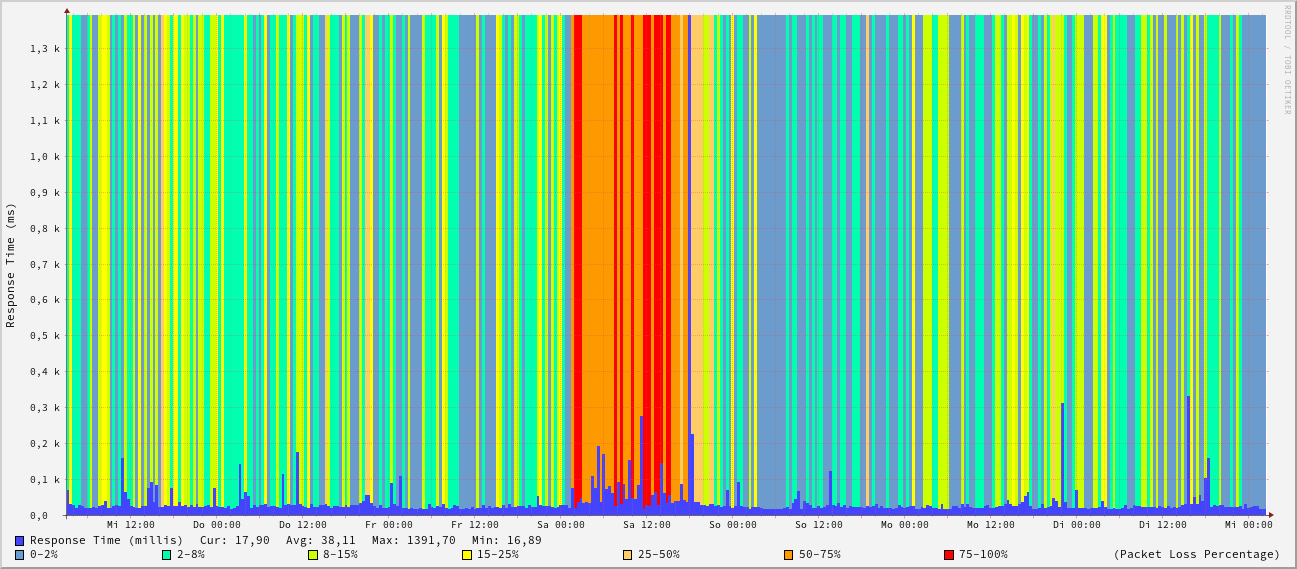 RRDTOOL / TOBI OETIKER
Response Time (ms)
1,3 k
1,2 k
1,1 k
1,0 k
0,9 k
0,8 k
0,7 k
0,6 k
0,5 k
0,4 k
0,3 k
0,2 k
0,1 k
0,0
Mi 12:00 Do 00:00 Do 12:00 Fr 00:00 Fr 12:00 Sa 00:00 Sa 12:00 So 00:00 So 12:00 Mo 00:00 Mo 12:00 Di 00:00 Di 12:00 Mi 00:00
Response Time (millis) Cur: 17,90 Avg: 38,11 Max: 1391,70 Min: 16,89
0-2% 2-8% 8-15% 15-25% 25-50% 50-75% 75-100% (Packet Loss Percentage)